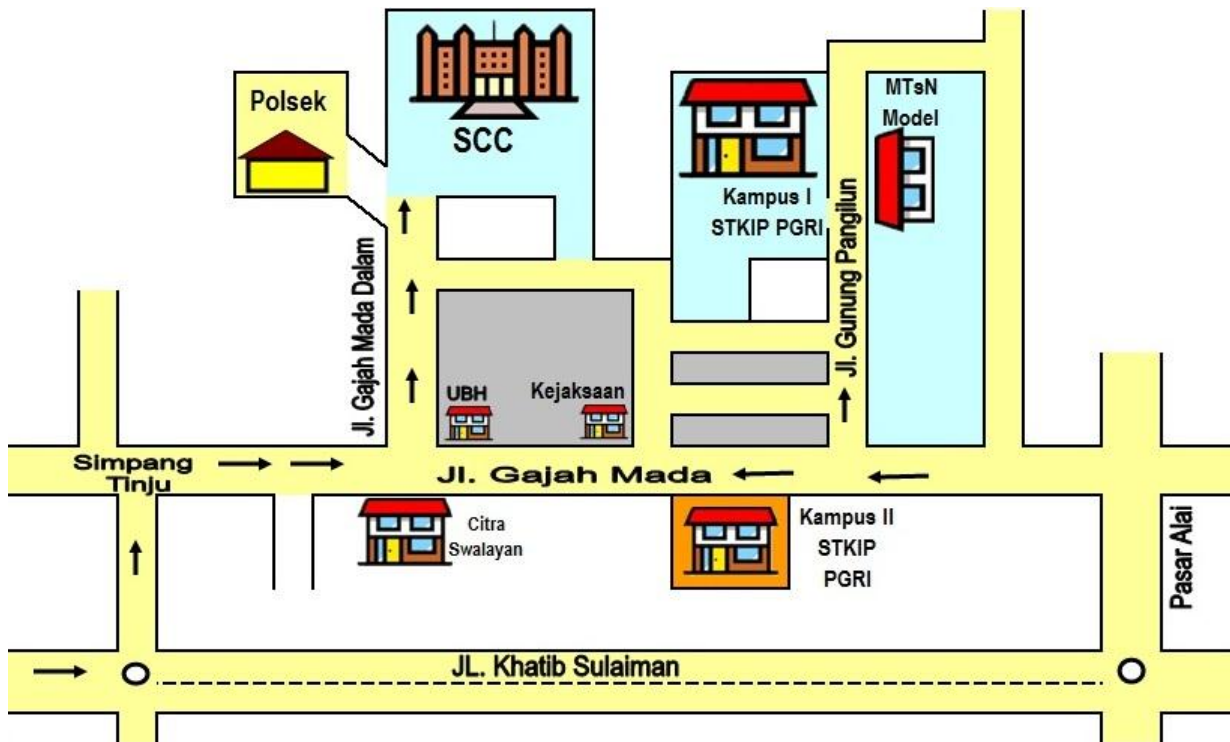 Polsek
SCC
MTsN
Model
Kampus I
STKIP PGRI
Jl. Gunung Pangilun
Jl. Gajah Mada Dalam
UBH
Kejaksaan
Simpang
Tinju
Jl. Gajah Mada
Citra
Swalayan
Kampus II
STKIP
PGRI
Pasar Alai
JL. Khatib Sulaiman